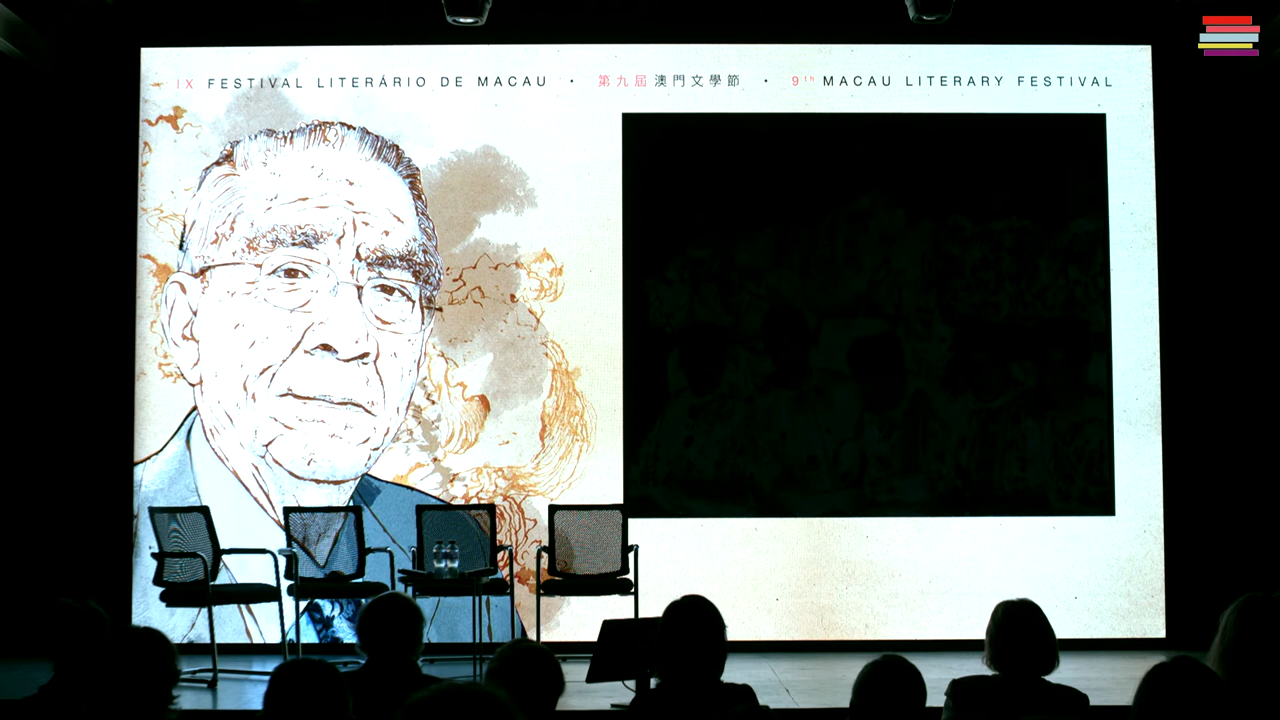 IX FESTIVAL LITERÁRIO DE MACAU • 第九屆澳門文學節 • 9th MACAU LITERARY FESTIVAL